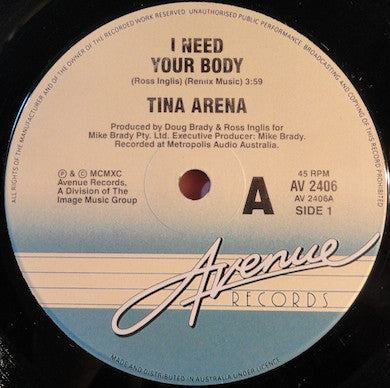 ALL RIGHTS OF THE MANUFACTURER AND OF THE OWNER OF THE RECORDED WORK RESERVED. UNAUTHORISED PUBLIC PERFORMANCE, BROADCASTING AND COPYING OF THIS RECORD PROHIBITED
I NEED
YOUR BODY
(Ross Inglis) (Remix Music) 3:59
TINA ARENA
Produced by Doug Brady & Ross Inglis for
Mike Brady Pty. Ltd. Executive Producer: Mike Brady.
Recorded at Metropolis Audio Australia.
℗ & © MCMXC
Avenue Records,
A Division of The
Image Music Group
A
45 RPM
AV 2406
AV 2406A
SIDE 1
Avenue
RECORDS
MADE AND DISTRIBUTED IN AUSTRALIA UNDER LICENCE